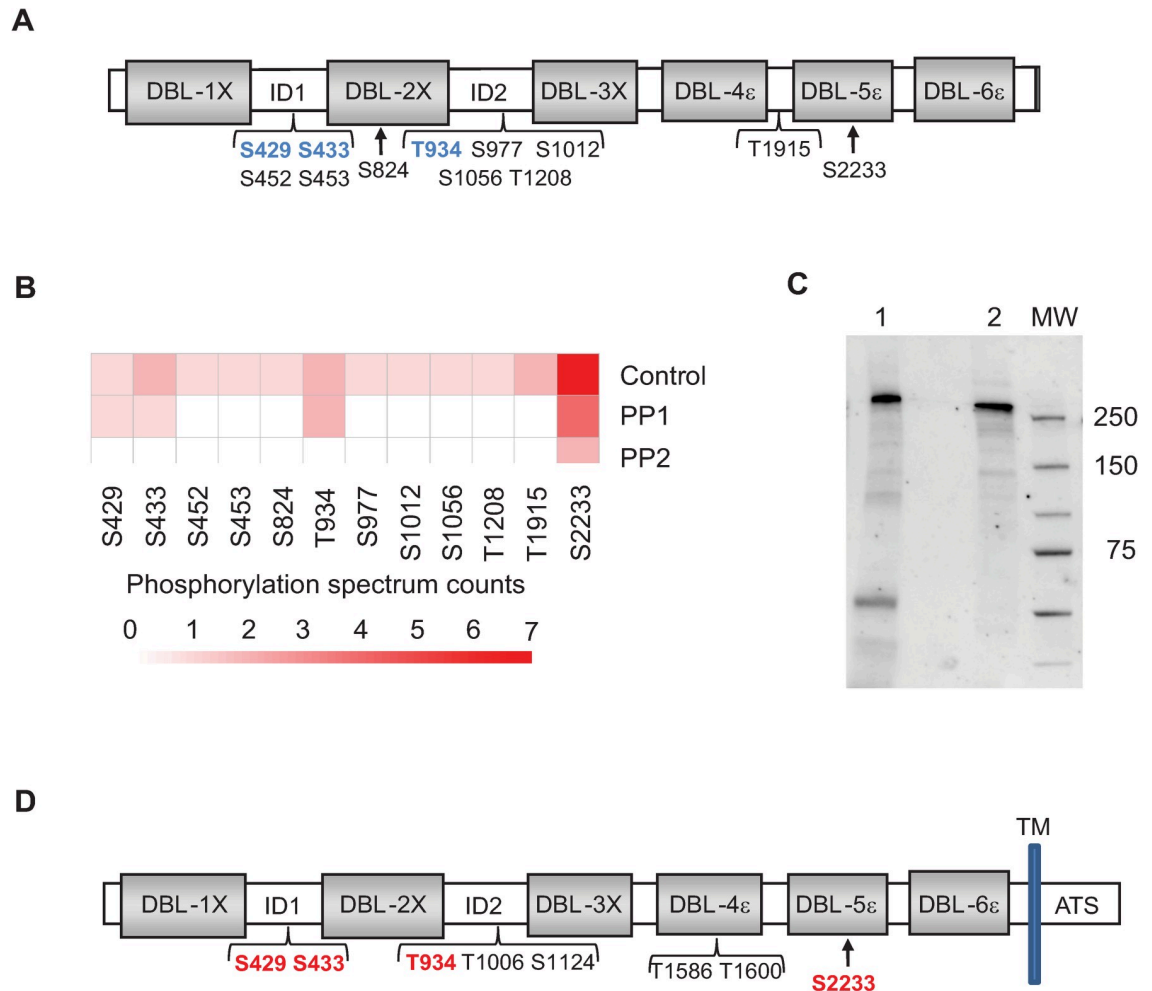 A
DBL-1X ID1 DBL-2X ID2 DBL-3X DBL-4ε DBL-5ε DBL-6ε
S429 S433 S824 T934 S977 S1012 T1915 S2233
S452 S453 S1056 T1208
B
Control
PP1
PP2
S429 S433 S452 S453 S824 T934 S977 S1012 S1056 T1208 T1915 S2233
Phosphorylation spectrum counts
0 1 2 3 4 5 6 7
C
1 2 MW
250
150
75
D
TM
DBL-1X ID1 DBL-2X ID2 DBL-3X DBL-4ε DBL-5ε DBL-6ε ATS
S429 S433 T934 T1006 S1124 T1586 T1600 S2233